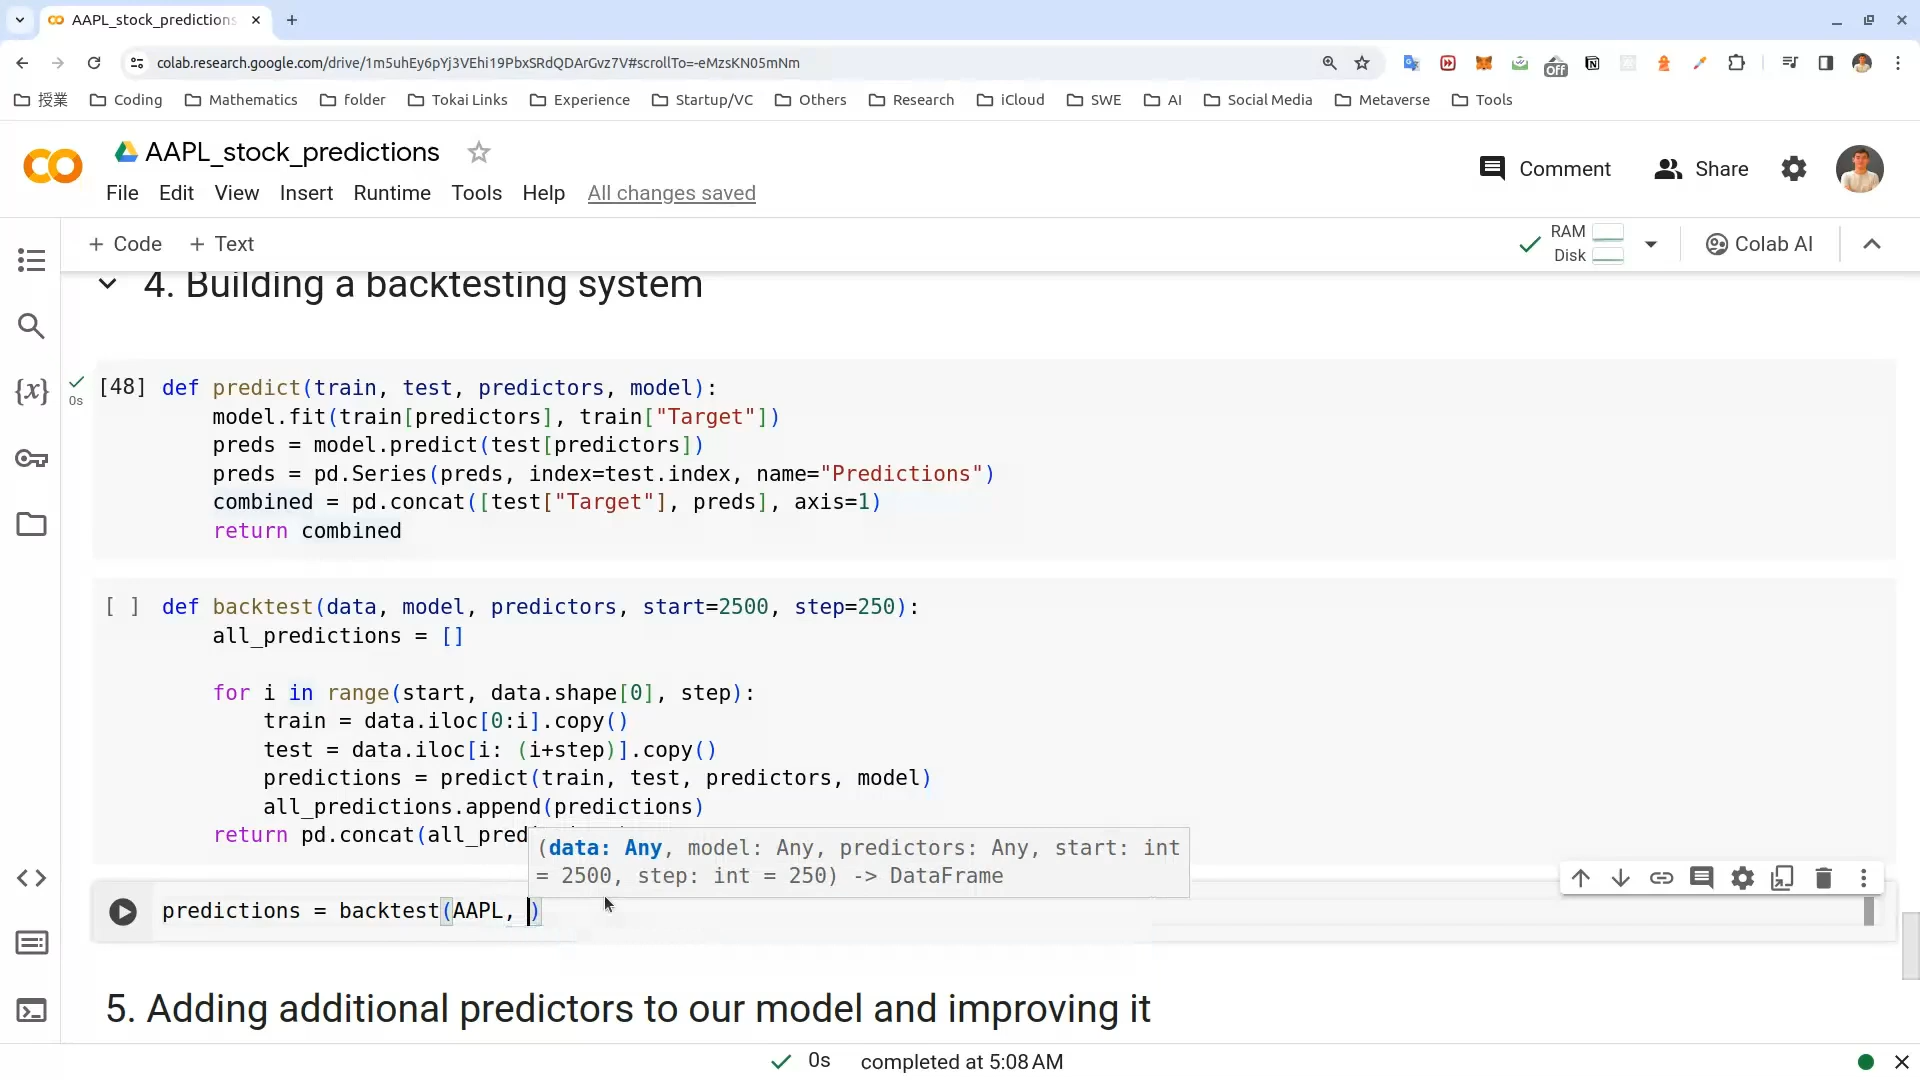 AAPL_stock_predictions
colab.research.google.com/drive/1m5uhEy6pYj3VEhi19PbxSRdQDArGvz7V#scrollTo=-eMzsKN05mNm
Off
授業 Coding Mathematics folder Tokai Links Experience Startup/VC Others Research iCloud SWE AI Social Media Metaverse Tools
AAPL_stock_predictions
Comment Share
File Edit View Insert Runtime Tools Help All changes saved
+ Code + Text
RAM
Disk
Colab AI
4. Building a backtesting system
[48] def predict(train, test, predictors, model):
0s
model.fit(train[predictors], train["Target"])
preds = model.predict(test[predictors])
preds = pd.Series(preds, index=test.index, name="Predictions")
combined = pd.concat([test["Target"], preds], axis=1)
return combined
[ ] def backtest(data, model, predictors, start=2500, step=250):
all_predictions = []
for i in range(start, data.shape[0], step):
train = data.iloc[0:i].copy()
test = data.iloc[i: (i+step)].copy()
predictions = predict(train, test, predictors, model)
all_predictions.append(predictions)
return pd.concat(all_pred
(data: Any, model: Any, predictors: Any, start: int
= 2500, step: int = 250) -> DataFrame
predictions = backtest(AAPL, )
5. Adding additional predictors to our model and improving it
0s completed at 5:08 AM